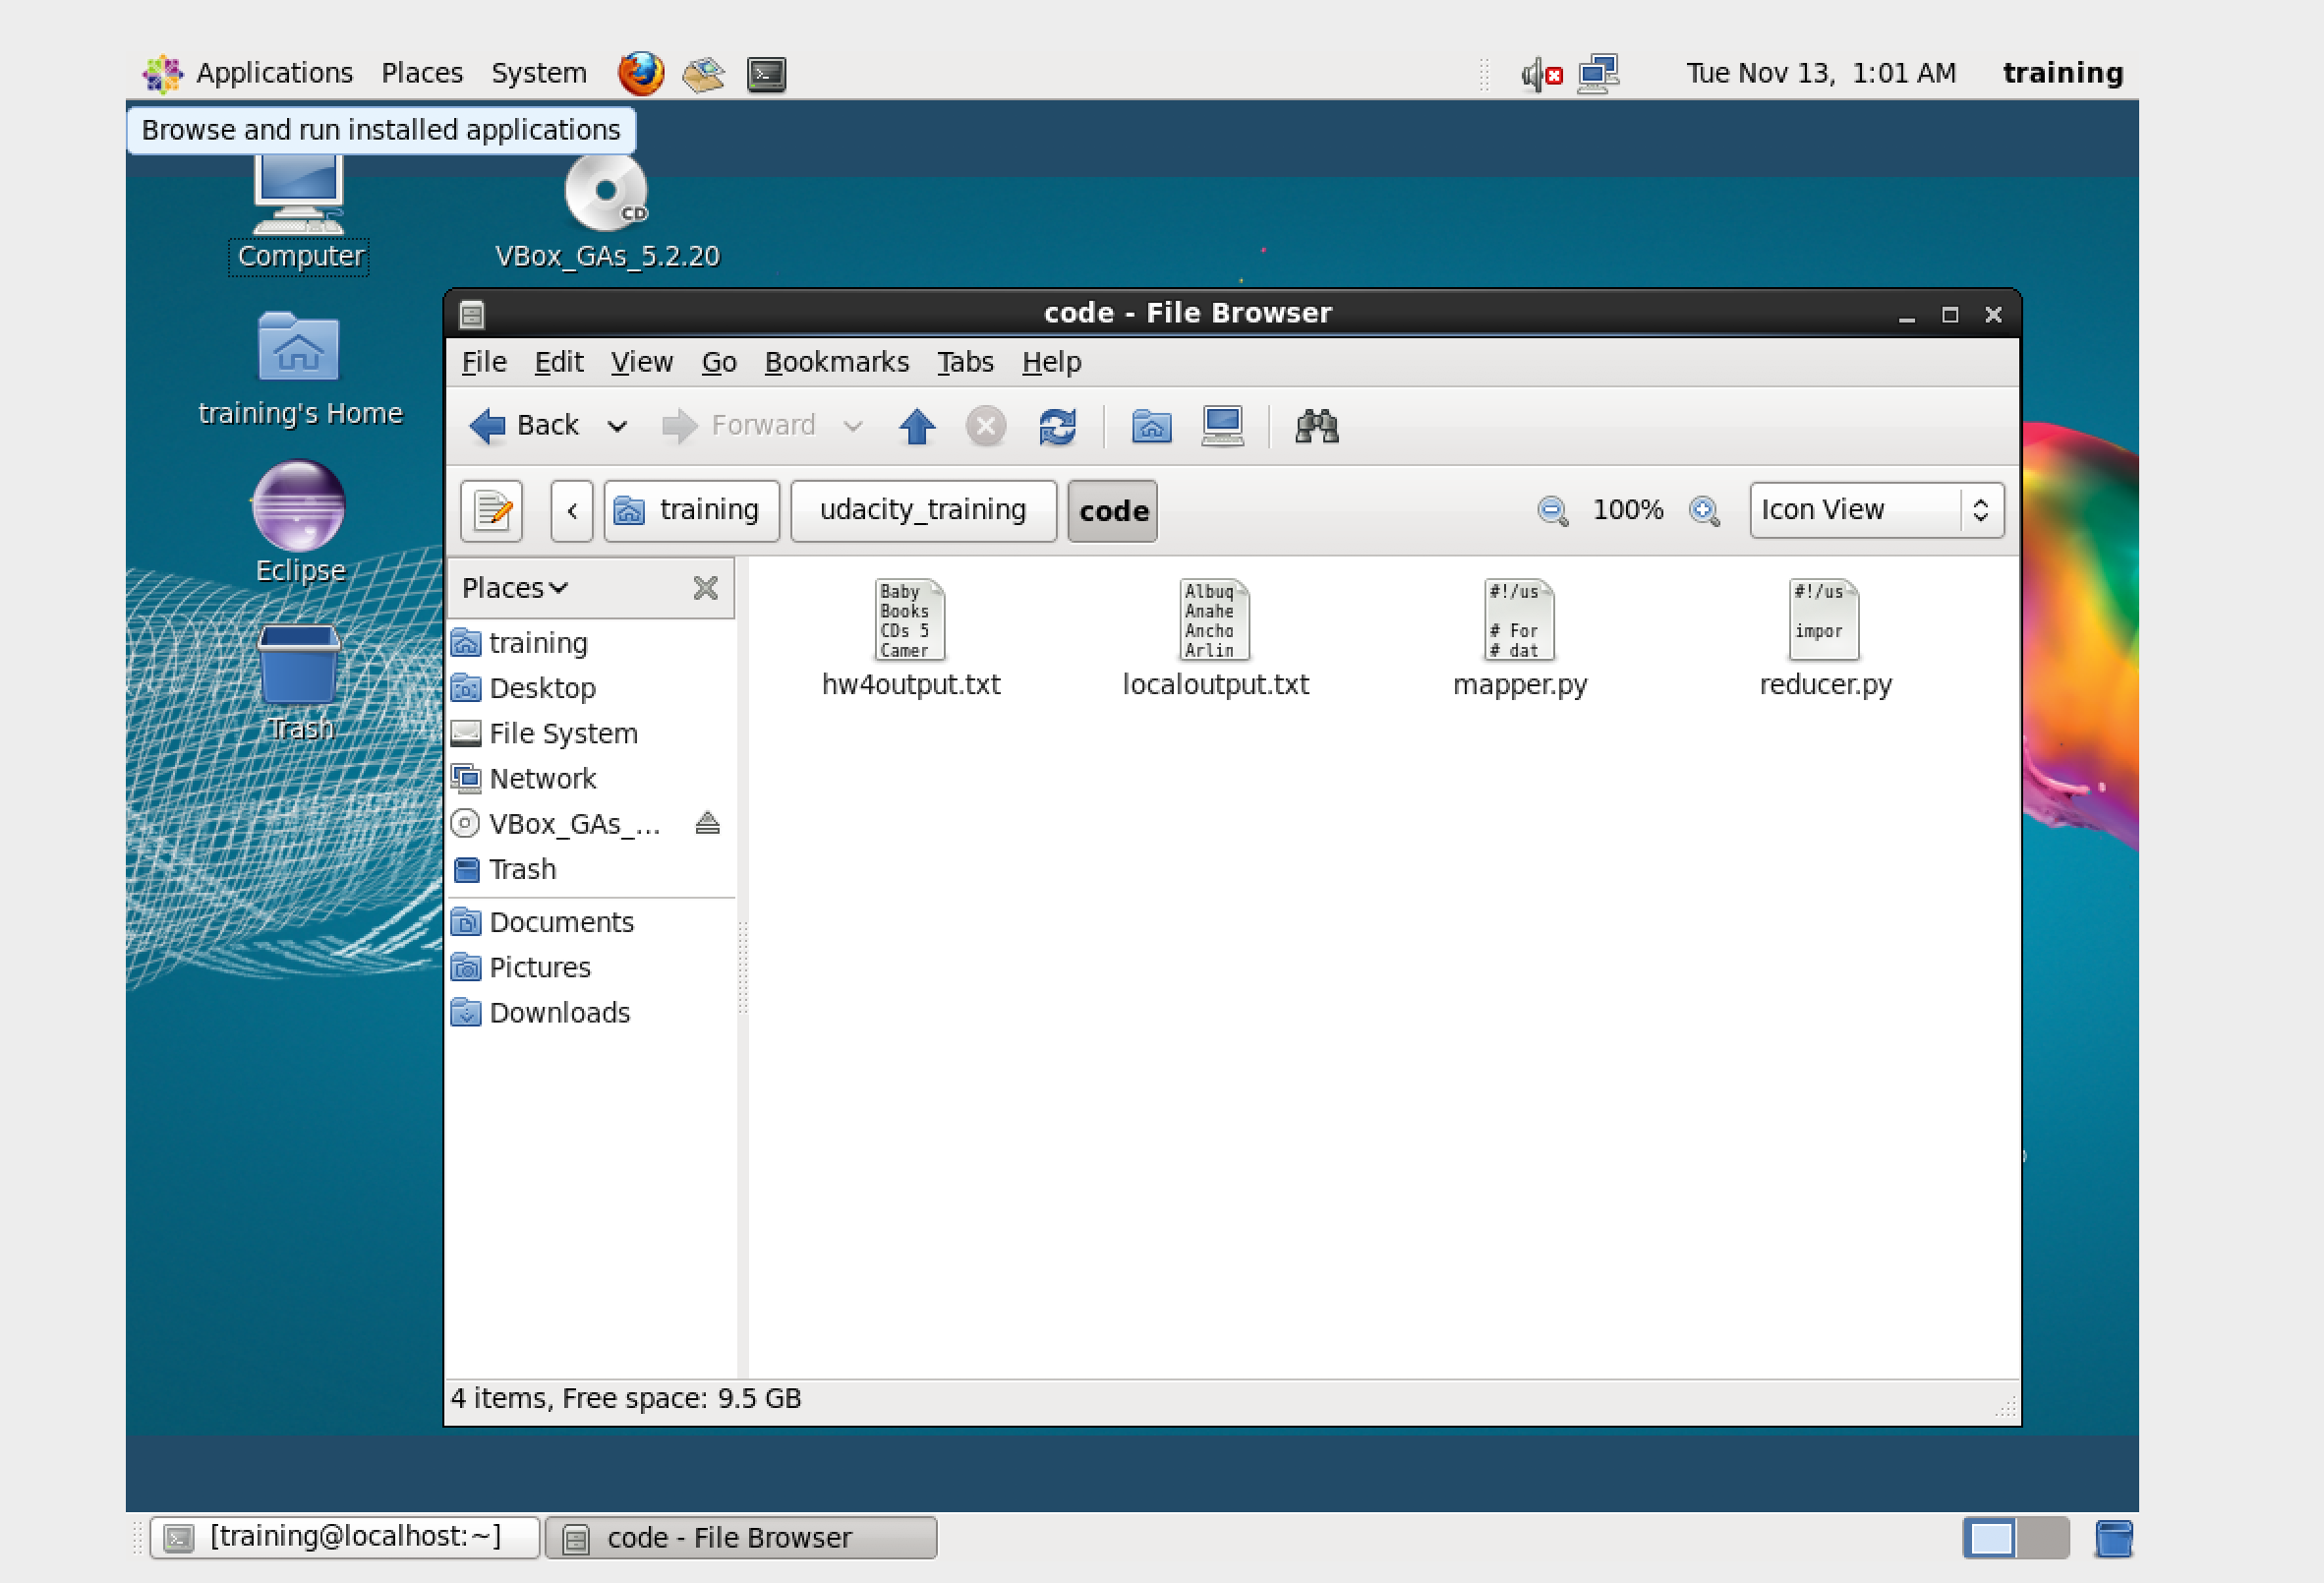 Applications Places System Tue Nov 13, 1:01 AM training
Browse and run installed applications
CD
Computer
VBox_GAs_5.2.20
training's Home
Eclipse
Trash
code - File Browser
File Edit View Go Bookmarks Tabs Help
Back Forward
training udacity_training code 100% Icon View
Places
training
Desktop
File System
Network
VBox_GAs_...
Trash
Documents
Pictures
Downloads
Baby
Books
CDs 5
Camer
hw4output.txt
Albuq
Anahe
Ancho
Arlin
localoutput.txt
#!/us
# For
# dat
mapper.py
#!/us
impor
reducer.py
4 items, Free space: 9.5 GB
[training@localhost:~] code - File Browser